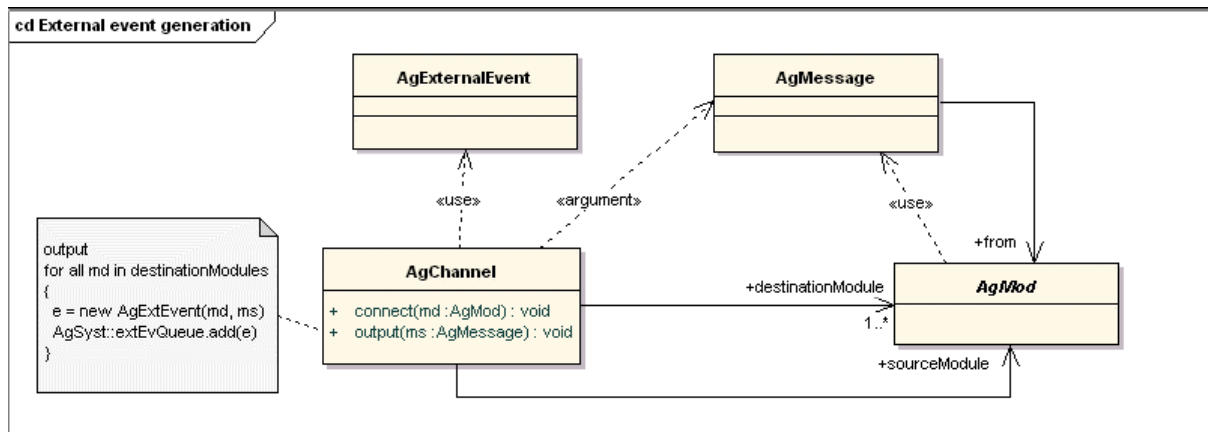 cd External event generation
AgExternalEvent
AgMessage
«use»
«argument»
«use»
+from
output
for all md in destinationModules
{
e = new AgExtEvent(md, ms)
AgSyst::extEvQueue.add(e)
}
AgChannel
+ connect(md :AgMod) : void
+ output(ms :AgMessage) : void
+destinationModule
1..*
AgMod
+sourceModule